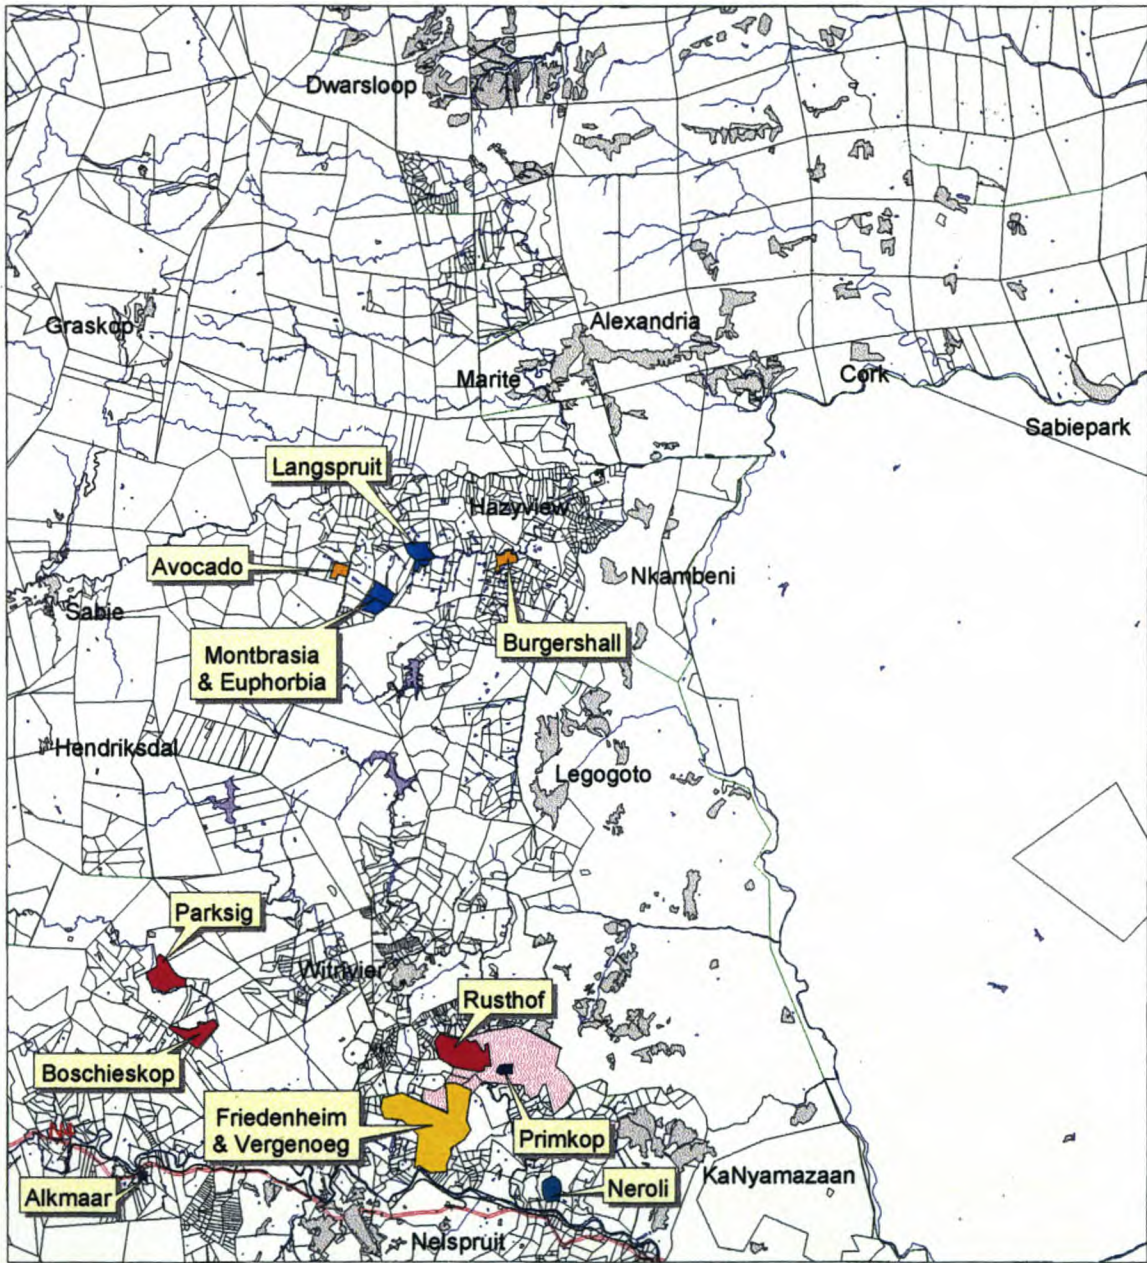 Dwarsloop
Graskop
Alexandria
Marite
Cork
Sabiepark
Langspruit
Hazyview
Avocado
Nkambeni
Sabie
Montbrasia
& Euphorbia
Burgershall
Hendriksdal
Legogoto
Parksig
Witrivier
Rusthof
Boschieskop
Friedenheim
& Vergenoeg
Primkop
N4
KaNyamazaan
Alkmaar
Neroli
Nelspruit